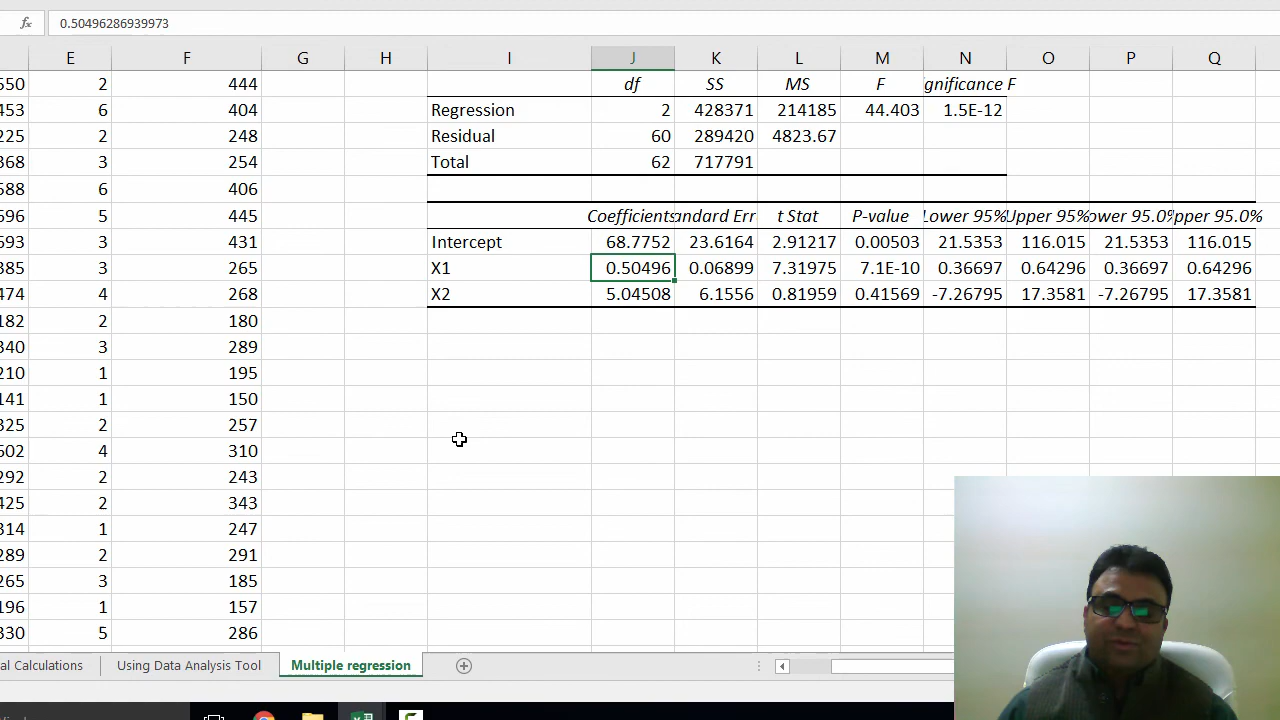 fx 0.50496286939973
E F G H I J K L M N O P Q
550 2 444 df SS MS F gnificance F
453 6 404 Regression 2 428371 214185 44.403 1.5E-12
225 2 248 Residual 60 289420 4823.67
368 3 254 Total 62 717791
588 6 406
696 5 445 Coefficients andard Err t Stat P-value Lower 95% Upper 95% ower 95.0% pper 95.0%
693 3 431 Intercept 68.7752 23.6164 2.91217 0.00503 21.5353 116.015 21.5353 116.015
385 3 265 X1 0.50496 0.06899 7.31975 7.1E-10 0.36697 0.64296 0.36697 0.64296
474 4 268 X2 5.04508 6.1556 0.81959 0.41569 -7.26795 17.3581 -7.26795 17.3581
182 2 180
340 3 289
210 1 195
141 1 150
325 2 257
502 4 310
292 2 243
425 2 343
314 1 247
289 2 291
265 3 185
196 1 157
330 5 286
al Calculations Using Data Analysis Tool Multiple regression